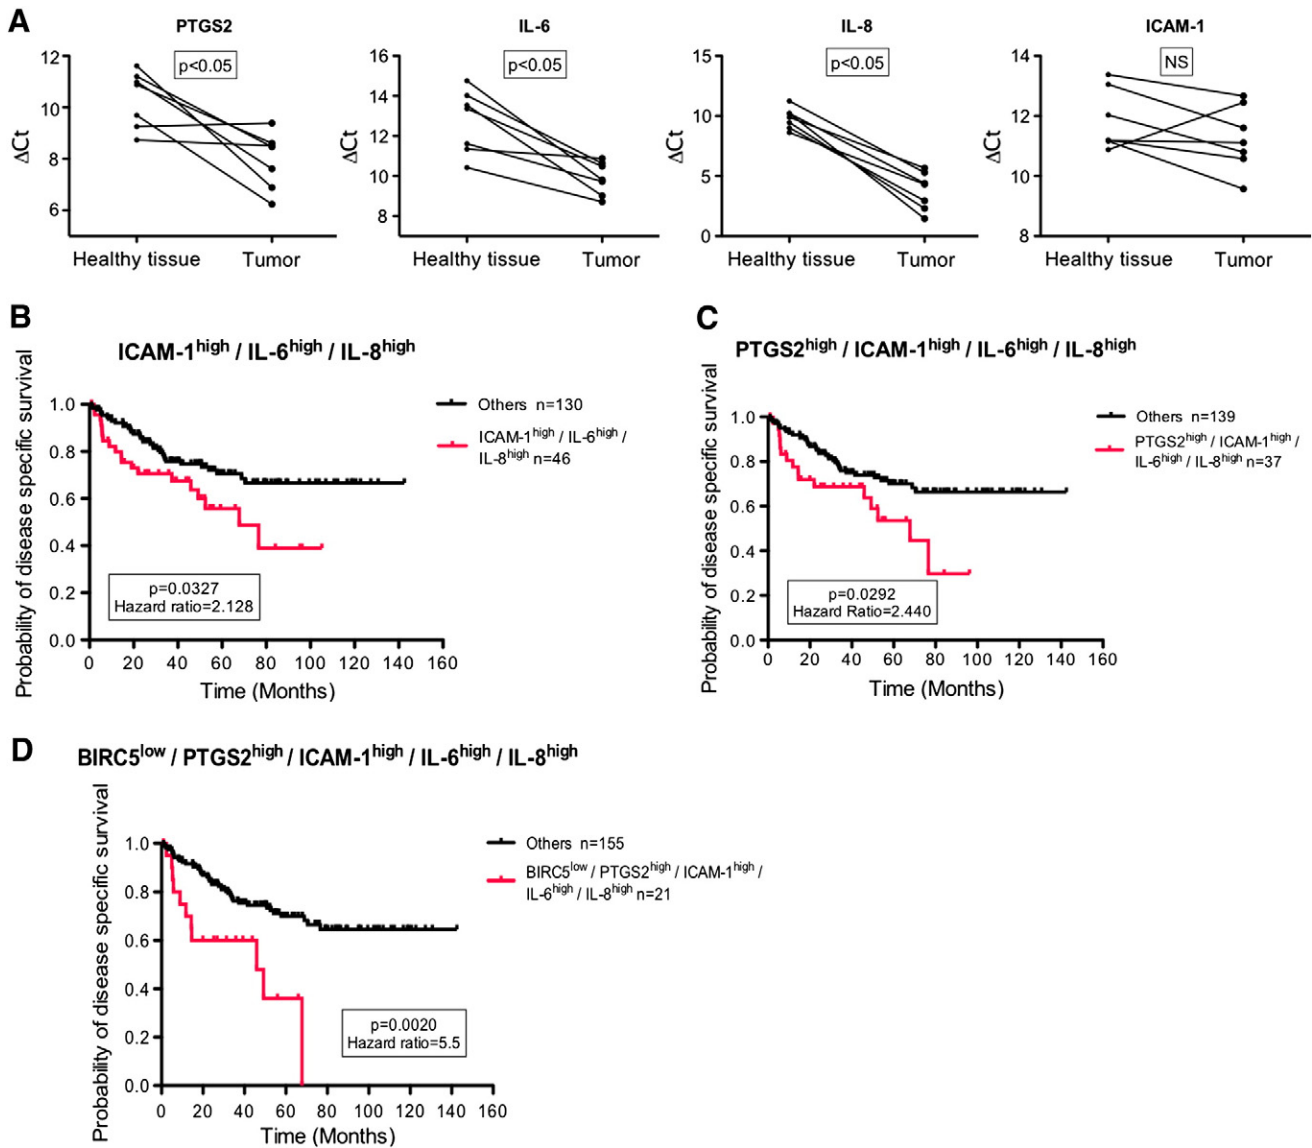 A
PTGS2
p<0.05
12
10
8
6
ΔCt
Healthy tissue Tumor
IL-6
p<0.05
16
14
12
10
8
ΔCt
Healthy tissue Tumor
IL-8
p<0.05
15
10
5
0
ΔCt
Healthy tissue Tumor
ICAM-1
NS
14
12
10
8
ΔCt
Healthy tissue Tumor
B
ICAM-1high / IL-6high / IL-8high
Probability of disease specific survival
1.0
0.8
0.6
0.4
0.2
0.0
Others n=130
ICAM-1high / IL-6high /
IL-8high n=46
p=0.0327
Hazard ratio=2.128
0 20 40 60 80 100 120 140 160
Time (Months)
C
PTGS2high / ICAM-1high / IL-6high / IL-8high
Probability of disease specific survival
1.0
0.8
0.6
0.4
0.2
0.0
Others n=139
PTGS2high / ICAM-1high /
IL-6high / IL-8high n=37
p=0.0292
Hazard Ratio=2.440
0 20 40 60 80 100 120 140 160
Time (Months)
D
BIRC5low / PTGS2high / ICAM-1high / IL-6high / IL-8high
Probability of disease specific survival
1.0
0.8
0.6
0.4
0.2
0.0
Others n=155
BIRC5low / PTGS2high / ICAM-1high /
IL-6high / IL-8high n=21
p=0.0020
Hazard ratio=5.5
0 20 40 60 80 100 120 140 160
Time (Months)